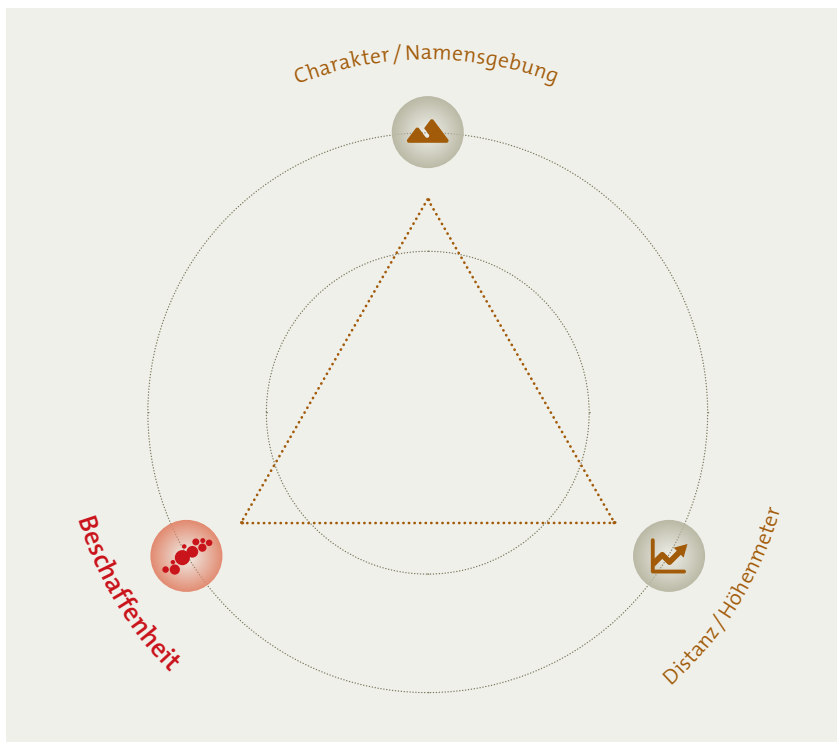 Charakter / Namensgebung
Beschaffenheit
Distanz / Höhenmeter